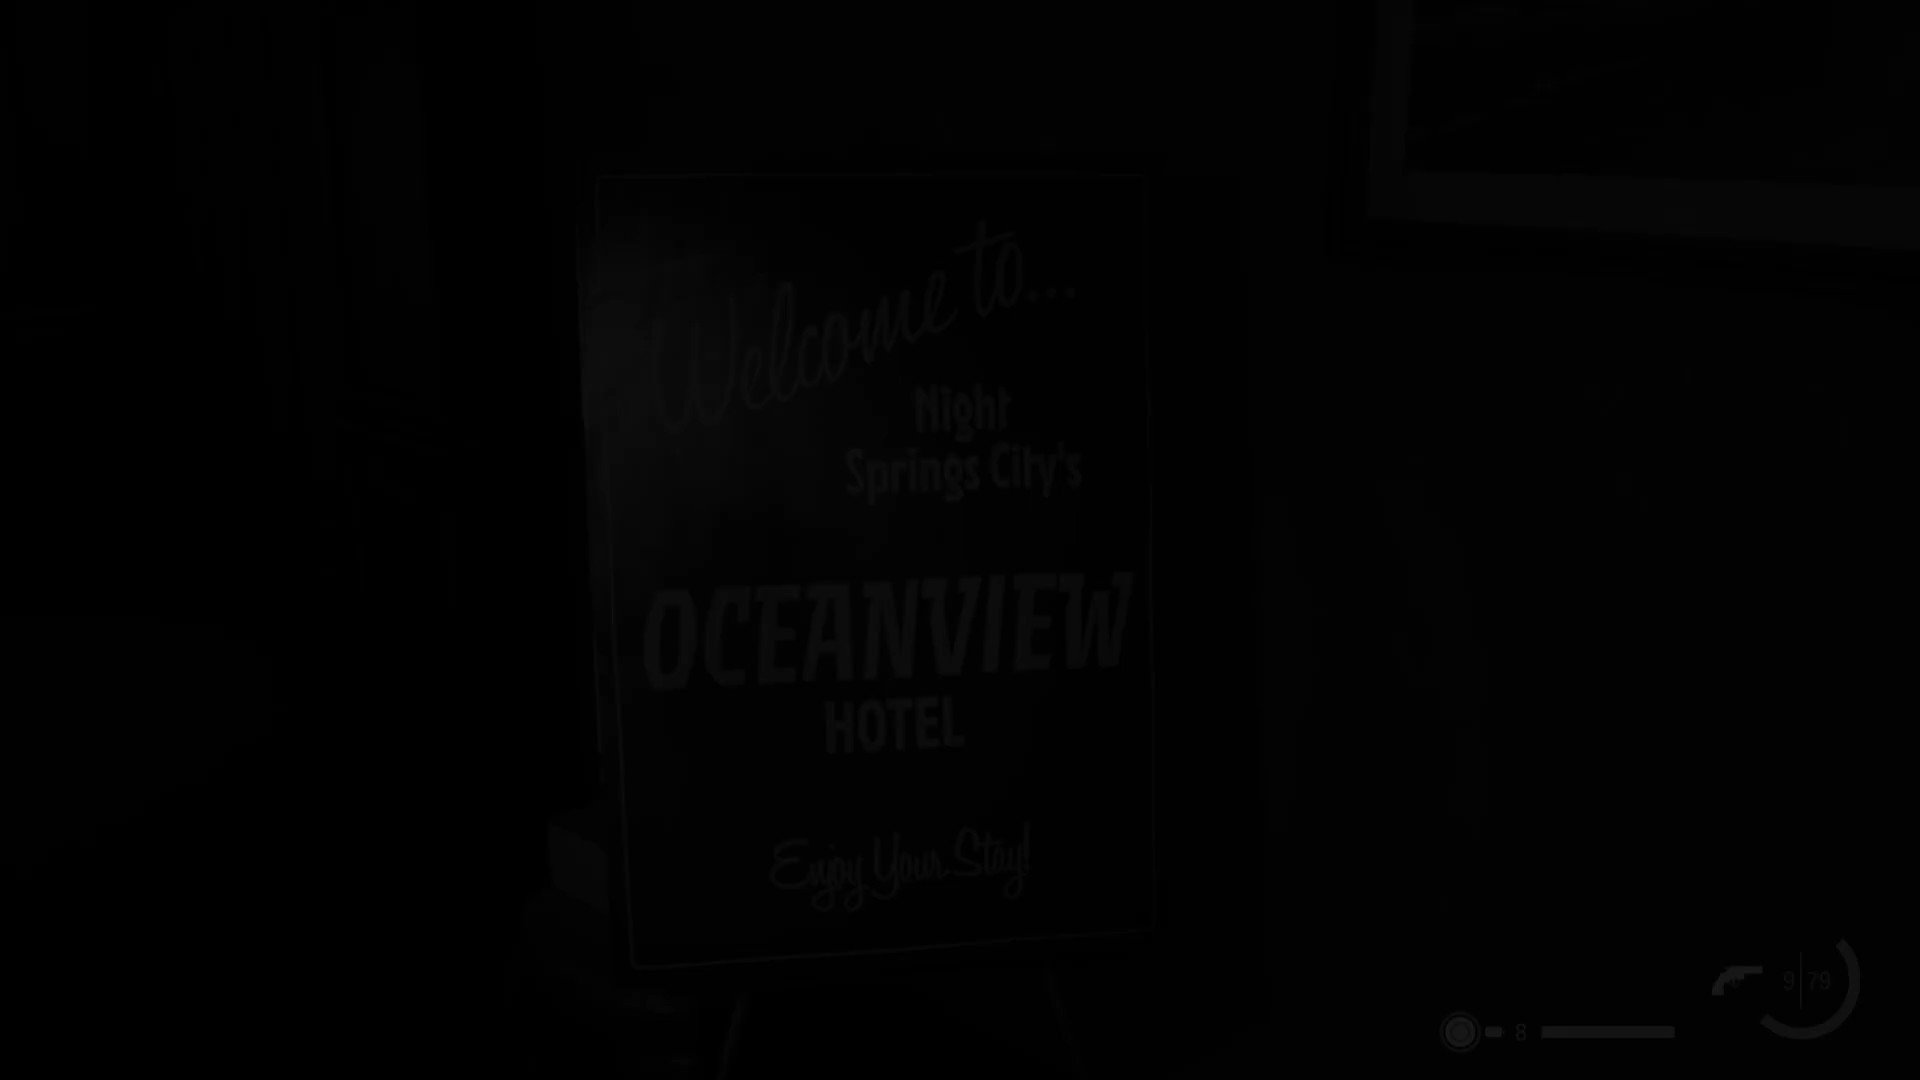 Welcome to...
Night
Springs City's
OCEANVIEW
HOTEL
Enjoy Your Stay!
9 79
8